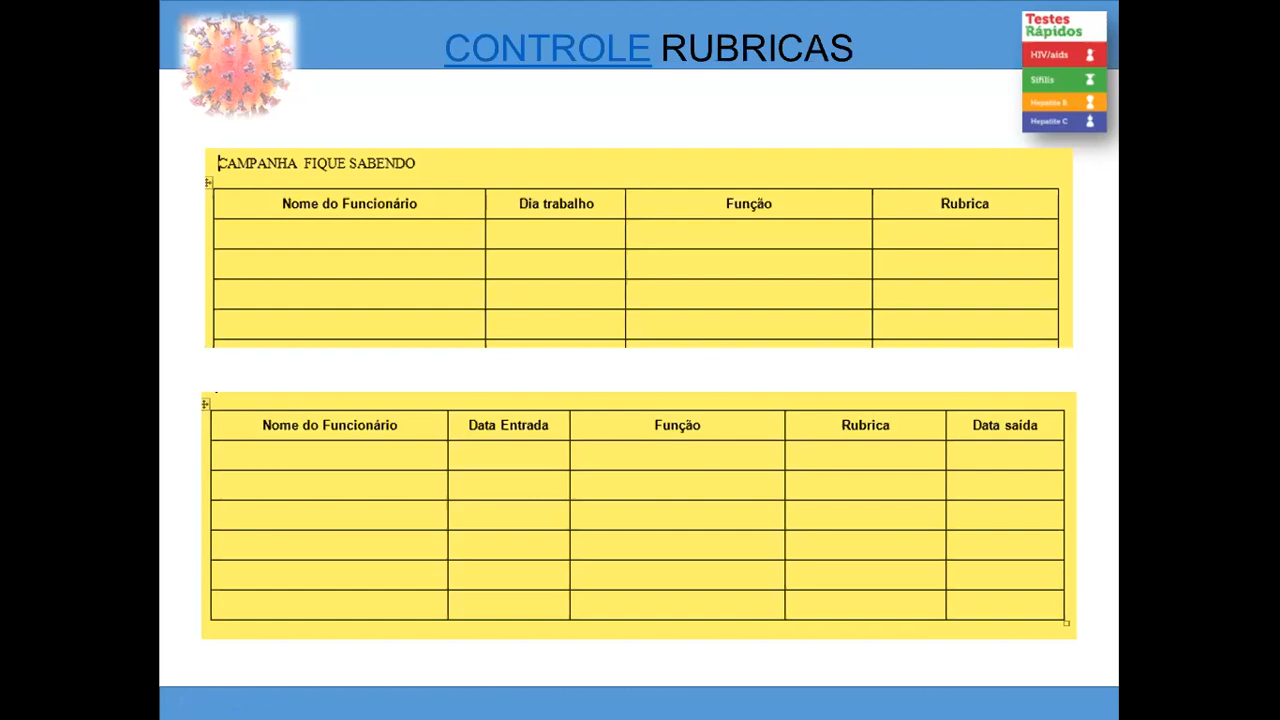 CONTROLE RUBRICAS
Testes
Rápidos
HIV/aids
Sífilis
Hepatite B
Hepatite C
CAMPANHA FIQUE SABENDO
Nome do Funcionário Dia trabalho Função Rubrica
Nome do Funcionário Data Entrada Função Rubrica Data saída